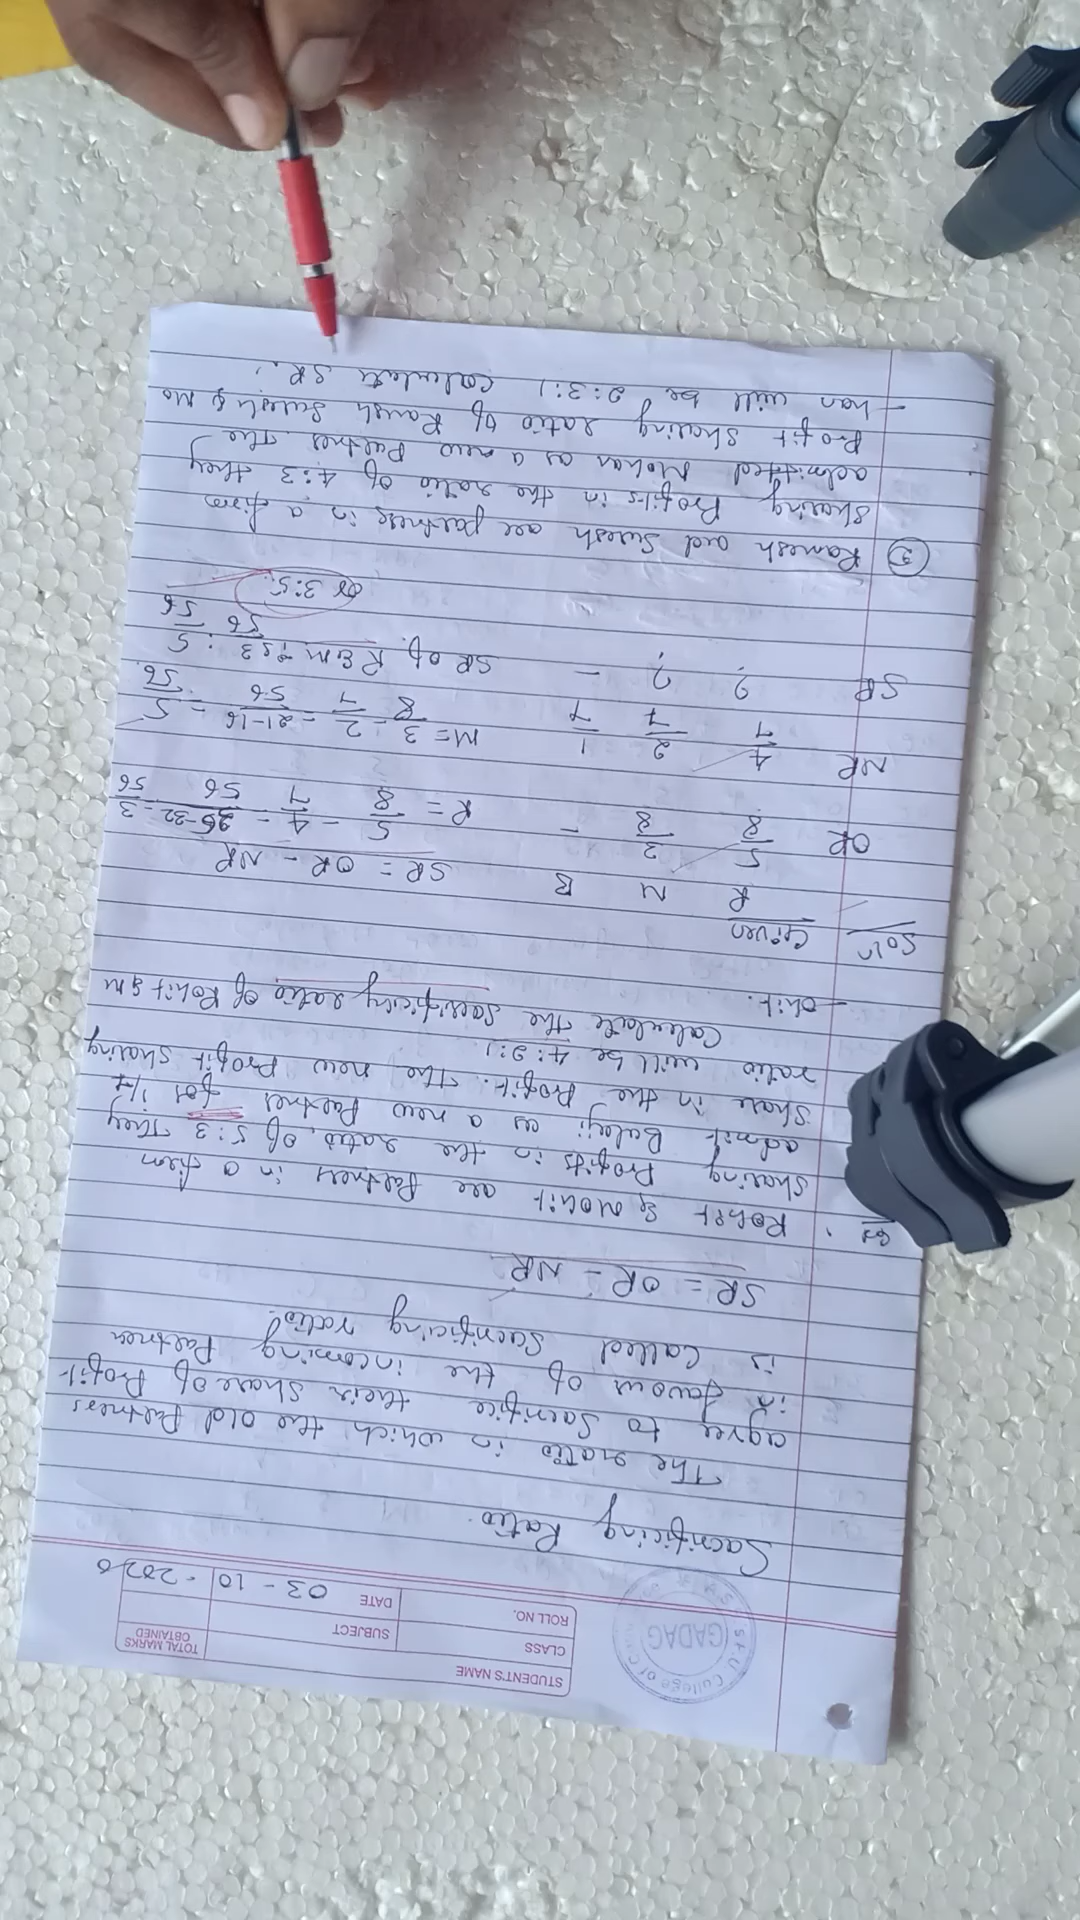 STUDENT'S NAME
CLASS
SUBJECT
TOTAL MARKS OBTAINED
ROLL NO.
DATE 03-10-2020
College of
GADAG
Sacrificing Ratio.
The ratio in which the old Partners
agree to sacrifice their share of Profit
in favour of the incoming Partner
is called Sacrificing ratio.
SR = OR - NR
Rohit & Mohit are Partners in a firm
sharing Profits in the ratio of 5:3 They
admit Balaji as a new Partner for 1/7
share in the Profit. The new Profit sharing
ratio will be 4:2:1.
Calculate the Sacrificing ratio of Rohit & M
-ohit.
Soln Given
R M B SR = OR - NR
OR 5/8 3/8 - R = 5/8 - 4/7 = 35-32/56 = 3/56
NR 4/7 2/7 1/7 M = 3/8 - 2/7 = 21-16/56 = 5/56
SR ? ? - SR of R & M is 3/56 : 5/56
or 3:5.
Ramesh and Suresh are partners in a firm
sharing Profits in the ratio of 4:3 they
admitted Mohan as a new Partner. The
Profit sharing ratio of Ramesh Suresh & Mo
-han will be 2:3:1 Calculate SR.